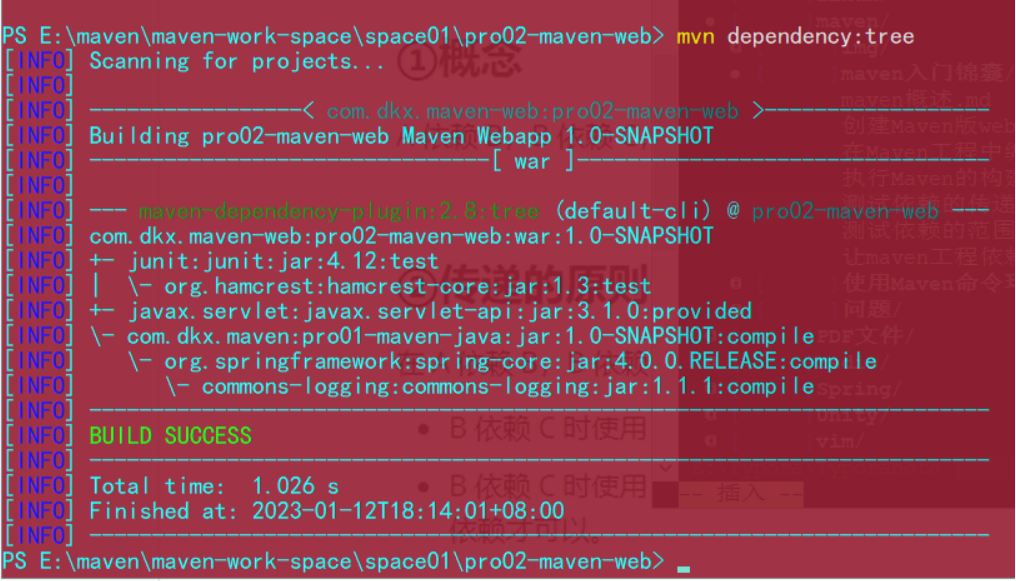 PS E:\maven\maven-work-space\space01\pro02-maven-web> mvn dependency:tree
[INFO] Scanning for projects...
[INFO]
[INFO] -----------------< com.dkx.maven-web:pro02-maven-web >------------------
[INFO] Building pro02-maven-web Maven Webapp 1.0-SNAPSHOT
[INFO] --------------------------------[ war ]---------------------------------
[INFO]
[INFO] --- maven-dependency-plugin:2.8:tree (default-cli) @ pro02-maven-web ---
[INFO] com.dkx.maven-web:pro02-maven-web:war:1.0-SNAPSHOT
[INFO] +- junit:junit:jar:4.12:test
[INFO] |  \- org.hamcrest:hamcrest-core:jar:1.3:test
[INFO] +- javax.servlet:javax.servlet-api:jar:3.1.0:provided
[INFO] \- com.dkx.maven:pro01-maven-java:jar:1.0-SNAPSHOT:compile
[INFO]    \- org.springframework:spring-core:jar:4.0.0.RELEASE:compile
[INFO]       \- commons-logging:commons-logging:jar:1.1.1:compile
[INFO] ------------------------------------------------------------------------
[INFO] BUILD SUCCESS
[INFO] ------------------------------------------------------------------------
[INFO] Total time:  1.026 s
[INFO] Finished at: 2023-01-12T18:14:01+08:00
[INFO] ------------------------------------------------------------------------
PS E:\maven\maven-work-space\space01\pro02-maven-web>
①概念
②传递的原则
B 依赖 C 时使用
B 依赖 C 时使用
依赖才可以。
maven/
img/
maven入门锦囊/
maven概述.md
创建Maven版web
在Maven工程中
执行Maven的构
测试依赖的范围
让maven工程依赖
使用Maven命令
问题/
PDF文件/
Spring/
Unity/
vim/
-- 插入 --